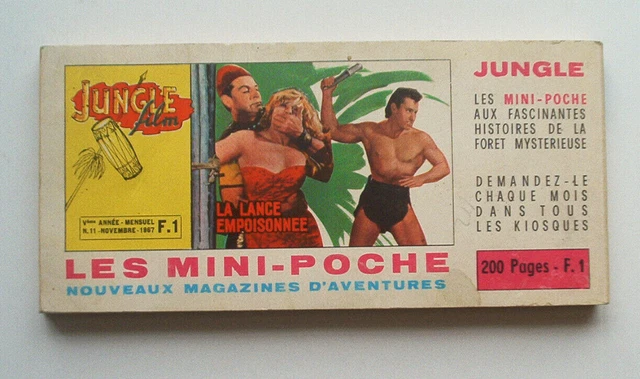 JUNGLE
film
Vème ANNÉE - MENSUEL
N. 11 - NOVEMBRE - 1967
F. 1
LA LANCE
EMPOISONNEE
LES MINI-POCHE
NOUVEAUX MAGAZINES D'AVENTURES
JUNGLE
LES MINI-POCHE
AUX FASCINANTES
HISTOIRES DE LA
FORET MYSTERIEUSE
DEMANDEZ-LE
CHAQUE MOIS
DANS TOUS
LES KIOSQUES
200 Pages - F. 1